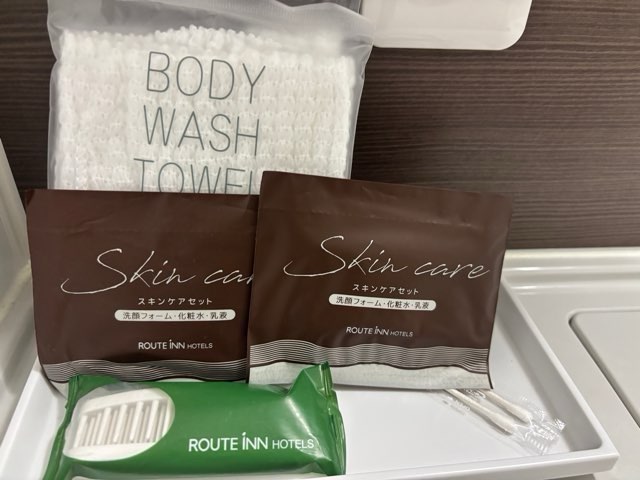 BODY
WASH
TOWEL
Skin car
スキンケアセット
洗顔フォーム・化粧水・乳液
ROUTE INN HOTELS
Skin care
スキンケアセット
洗顔フォーム・化粧水・乳液
ROUTE INN HOTELS
ROUTE INN HOTELS